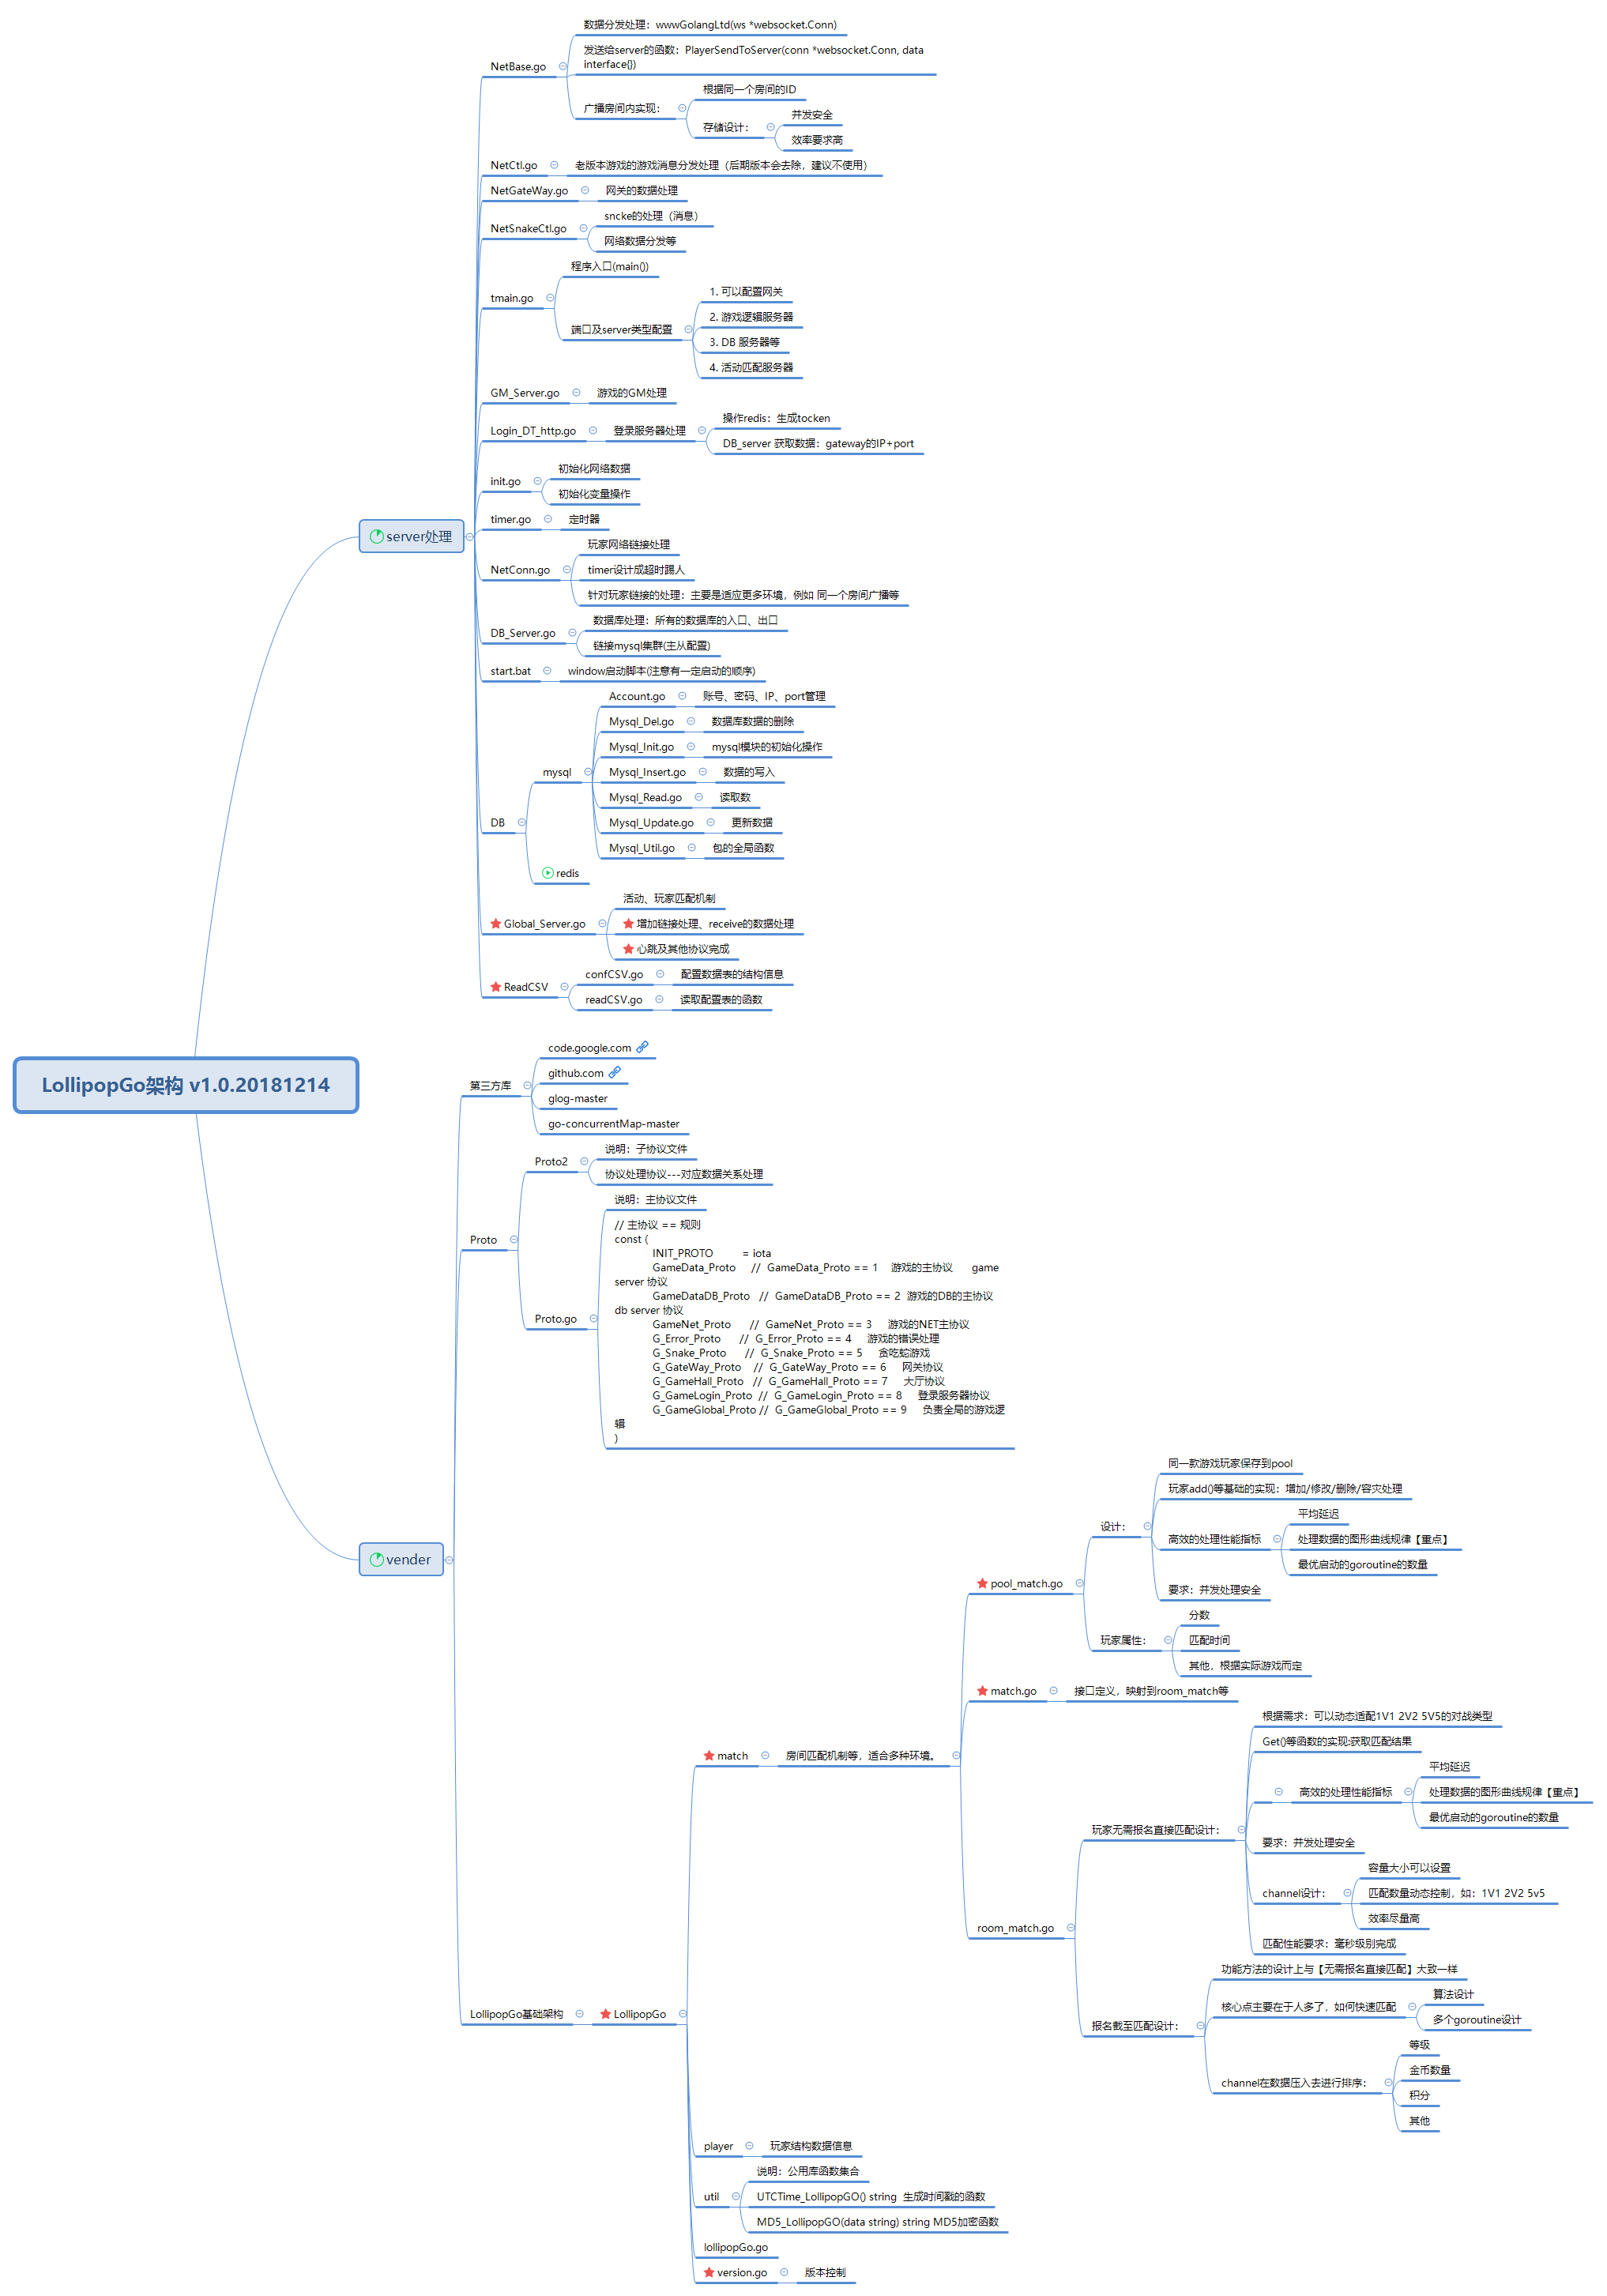 数据分发处理：wwwGolangLtd(ws *websocket.Conn)
发送给server的函数：PlayerSendToServer(conn *websocket.Conn, data
interface{})
NetBase.go
根据同一个房间的ID
广播房间内实现：
并发安全
存储设计：
效率要求高
NetCtl.go
老版本游戏的游戏消息分发处理（后期版本会去除，建议不使用）
NetGateWay.go
网关的数据处理
sncke的处理（消息）
NetSnakeCtl.go
网络数据分发等
程序入口(main())
1. 可以配置网关
tmain.go
2. 游戏逻辑服务器
端口及server类型配置
3. DB 服务器等
4. 活动匹配服务器
GM_Server.go
游戏的GM处理
操作redis：生成tocken
Login_DT_http.go
登录服务器处理
DB_server 获取数据：gateway的IP+port
初始化网络数据
init.go
初始化变量操作
timer.go
定时器
server处理
玩家网络链接处理
NetConn.go
timer设计成超时踢人
针对玩家链接的处理：主要是适应更多环境，例如 同一个房间广播等
数据库处理：所有的数据库的入口、出口
DB_Server.go
链接mysql集群(主从配置)
start.bat
window启动脚本(注意有一定启动的顺序)
Account.go
账号、密码、IP、port管理
Mysql_Del.go
数据库数据的删除
Mysql_Init.go
mysql模块的初始化操作
mysql
Mysql_Insert.go
数据的写入
Mysql_Read.go
读取数
DB
Mysql_Update.go
更新数据
Mysql_Util.go
包的全局函数
redis
活动、玩家匹配机制
Global_Server.go
增加链接处理、receive的数据处理
心跳及其他协议完成
confCSV.go
配置数据表的结构信息
ReadCSV
readCSV.go
读取配置表的函数
LollipopGo架构 v1.0.20181214
code.google.com
第三方库
github.com
glog-master
go-concurrentMap-master
说明：子协议文件
Proto2
协议处理协议---对应数据关系处理
Proto
说明：主协议文件
// 主协议 == 规则
const (
INIT_PROTO = iota
GameData_Proto // GameData_Proto == 1 游戏的主协议 game
server 协议
GameDataDB_Proto // GameDataDB_Proto == 2 游戏的DB的主协议
db server 协议
Proto.go
GameNet_Proto // GameNet_Proto == 3 游戏的NET主协议
G_Error_Proto // G_Error_Proto == 4 游戏的错误处理
G_Snake_Proto // G_Snake_Proto == 5 贪吃蛇游戏
G_GateWay_Proto // G_GateWay_Proto == 6 网关协议
G_GameHall_Proto // G_GameHall_Proto == 7 大厅协议
G_GameLogin_Proto // G_GameLogin_Proto == 8 登录服务器协议
G_GameGlobal_Proto // G_GameGlobal_Proto == 9 负责全局的游戏逻
辑
)
vender
同一款游戏玩家保存到pool
玩家add()等基础的实现：增加/修改/删除/容灾处理
设计：
平均延迟
高效的处理性能指标
处理数据的图形曲线规律【重点】
最优启动的goroutine的数量
pool_match.go
要求：并发处理安全
分数
玩家属性：
匹配时间
其他，根据实际游戏而定
match.go
接口定义，映射到room_match等
match
房间匹配机制等，适合多种环境。
根据需求：可以动态适配1V1 2V2 5V5的对战类型
Get()等函数的实现:获取匹配结果
平均延迟
高效的处理性能指标
处理数据的图形曲线规律【重点】
最优启动的goroutine的数量
玩家无需报名直接匹配设计：
要求：并发处理安全
容量大小可以设置
channel设计：
匹配数量动态控制，如：1V1 2V2 5v5
效率尽量高
room_match.go
匹配性能要求：毫秒级别完成
功能方法的设计上与【无需报名直接匹配】大致一样
算法设计
核心点主要在于人多了，如何快速匹配
多个goroutine设计
报名截至匹配设计：
等级
金币数量
channel在数据压入去进行排序：
积分
其他
LollipopGo基础架构
LollipopGo
player
玩家结构数据信息
说明：公用库函数集合
util
UTCTime_LollipopGO() string 生成时间戳的函数
MD5_LollipopGO(data string) string MD5加密函数
lollipopGo.go
version.go
版本控制